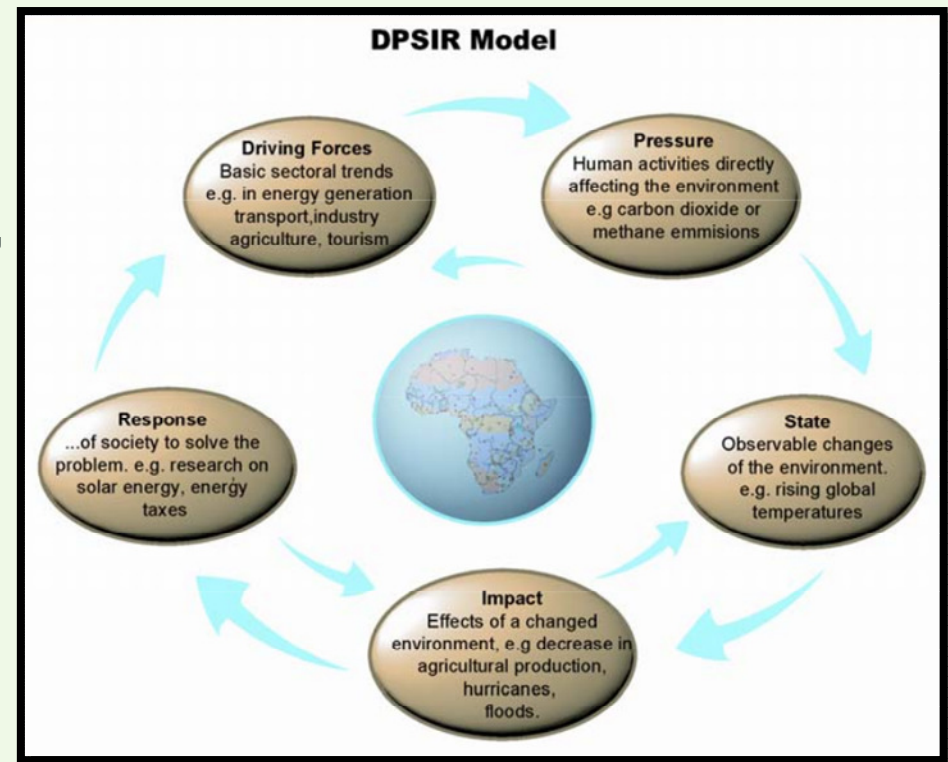 DPSIR Model
Driving Forces
Basic sectoral trends
e.g. in energy generation
transport,industry
agriculture, tourism
Pressure
Human activities directly
affecting the environment
e.g carbon dioxide or
methane emmisions
Response
...of society to solve the
problem. e.g. research on
solar energy, energy
taxes
State
Observable changes
of the environment.
e.g. rising global
temperatures
Impact
Effects of a changed
environment, e.g decrease in
agricultural production,
hurricanes,
floods.